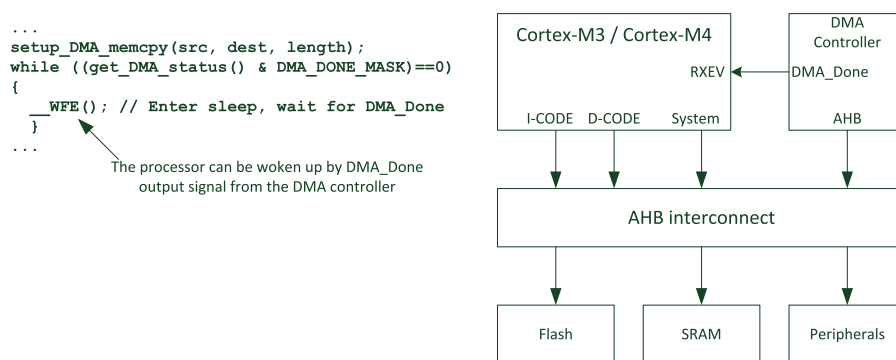 ...
setup_DMA_memcpy(src, dest, length);
while ((get_DMA_status() & DMA_DONE_MASK)==0)
{
__WFE(); // Enter sleep, wait for DMA_Done
}
...
The processor can be woken up by DMA_Done
output signal from the DMA controller
Cortex-M3 / Cortex-M4
RXEV
I-CODE D-CODE System
DMA
Controller
DMA_Done
AHB
AHB interconnect
Flash
SRAM
Peripherals